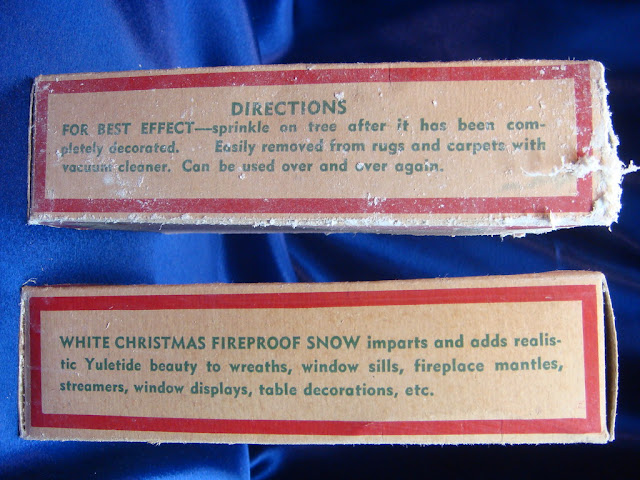 DIRECTIONS
FOR BEST EFFECT—sprinkle on tree after it has been com-
pletely decorated. Easily removed from rugs and carpets with
vacuum cleaner. Can be used over and over again.
WHITE CHRISTMAS FIREPROOF SNOW imparts and adds realis-
tic Yuletide beauty to wreaths, window sills, fireplace mantles,
streamers, window displays, table decorations, etc.